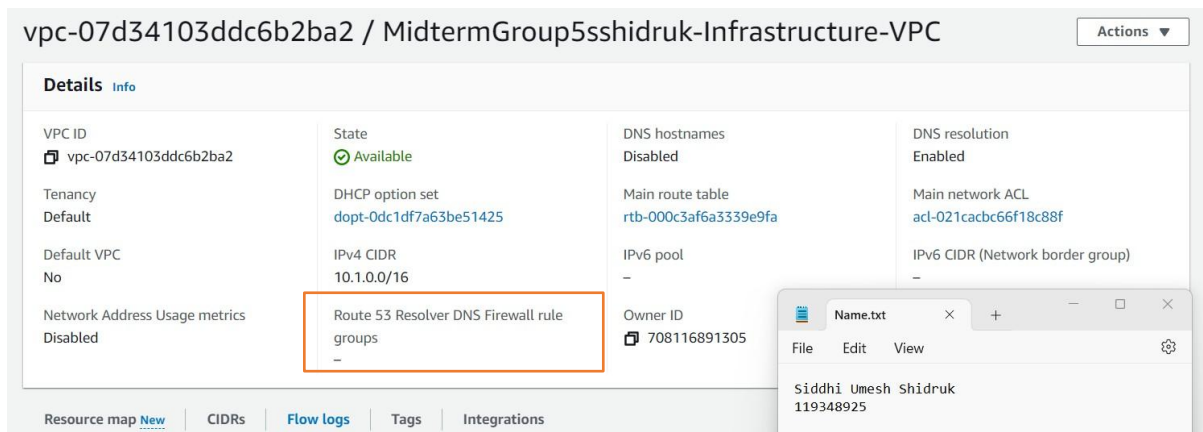 vpc-07d34103ddc6b2ba2 / MidtermGroup5sshidruk-Infrastructure-VPC
Actions
Details Info
VPC ID
vpc-07d34103ddc6b2ba2
State
Available
DNS hostnames
Disabled
DNS resolution
Enabled
Tenancy
Default
DHCP option set
dopt-0dc1df7a63be51425
Main route table
rtb-000c3af6a3339e9fa
Main network ACL
acl-021cacbc66f18c88f
Default VPC
No
IPv4 CIDR
10.1.0.0/16
IPv6 pool
–
IPv6 CIDR (Network border group)
–
Network Address Usage metrics
Disabled
Route 53 Resolver DNS Firewall rule
groups
–
Owner ID
708116891305
Name.txt
File Edit View
Siddhi Umesh Shidruk
119348925
Resource map New CIDRs Flow logs Tags Integrations